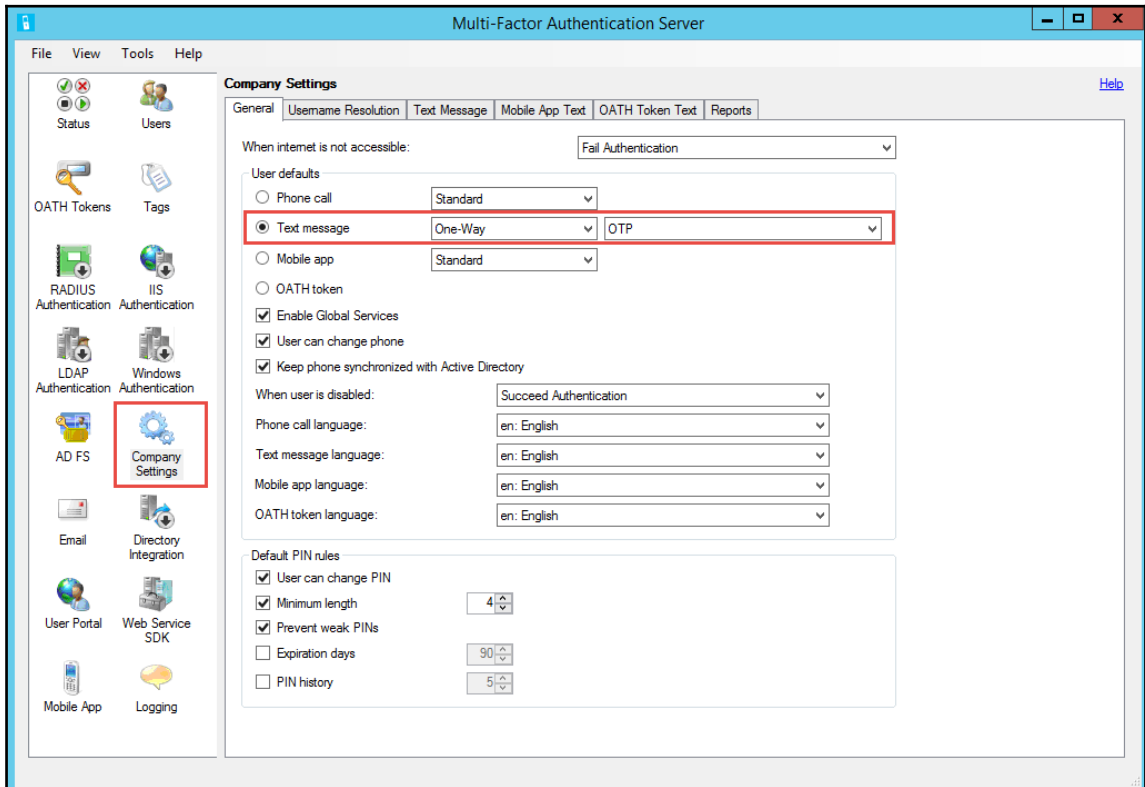 Multi-Factor Authentication Server
X
File View Tools Help
Status
Users
OATH Tokens
Tags
RADIUS
Authentication
IIS
Authentication
LDAP
Authentication
Windows
Authentication
AD FS
Company
Settings
Email
Directory
Integration
User Portal
Web Service
SDK
Mobile App
Logging
Company Settings
Help
General Username Resolution Text Message Mobile App Text OATH Token Text Reports
When internet is not accessible: Fail Authentication
User defaults
Phone call Standard
Text message One-Way OTP
Mobile app Standard
OATH token
Enable Global Services
User can change phone
Keep phone synchronized with Active Directory
When user is disabled: Succeed Authentication
Phone call language: en: English
Text message language: en: English
Mobile app language: en: English
OATH token language: en: English
Default PIN rules
User can change PIN
Minimum length 4
Prevent weak PINs
Expiration days 90
PIN history 5